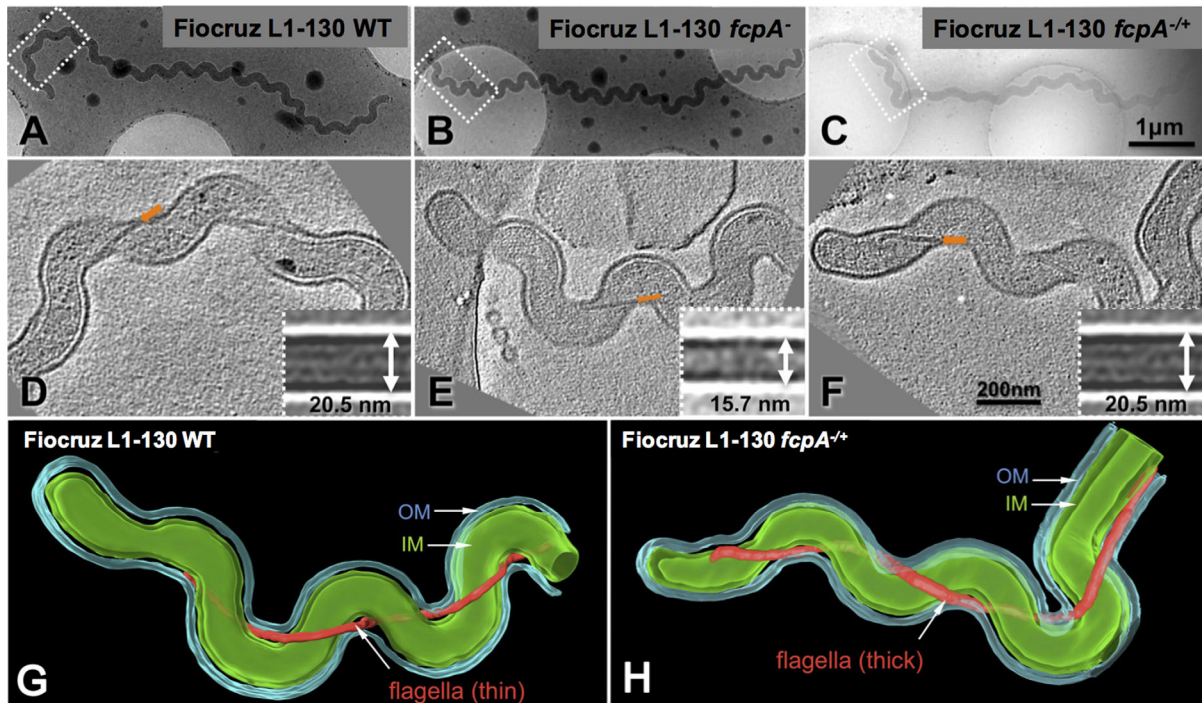 Fiocruz L1-130 WT
Fiocruz L1-130 fcpA-
Fiocruz L1-130 fcpA-/+
A
B
C
1µm
D
20.5 nm
E
15.7 nm
F
200nm
20.5 nm
Fiocruz L1-130 WT
OM
IM
G
flagella (thin)
Fiocruz L1-130 fcpA-/+
OM
IM
flagella (thick)
H